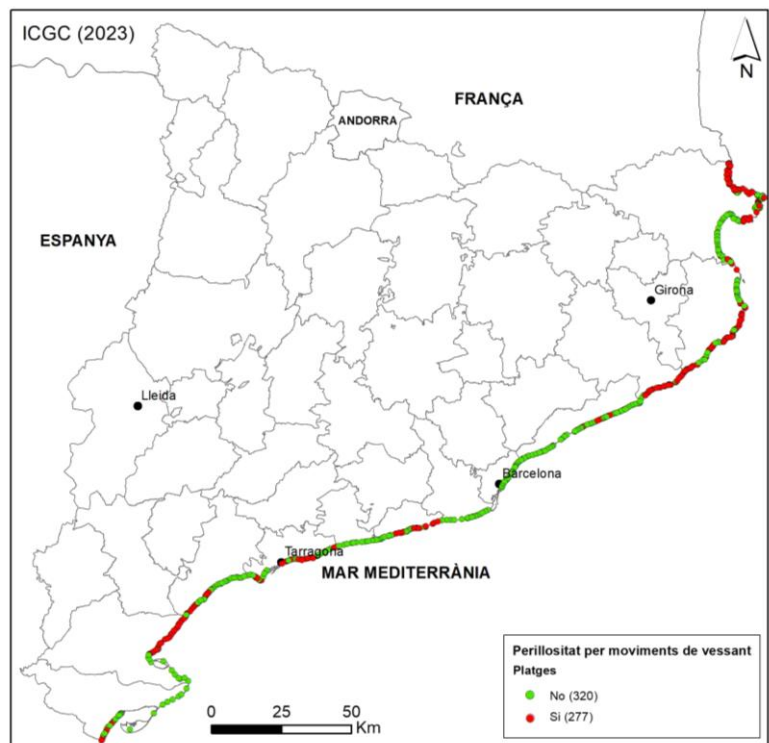 ICGC (2023)
N
FRANÇA
ANDORRA
ESPANYA
Girona
Lleida
Barcelona
Tarragona
MAR MEDITERRÀNIA
Perillositat per moviments de vessant
Platges
No (320)
Si (277)
0 25 50
Km